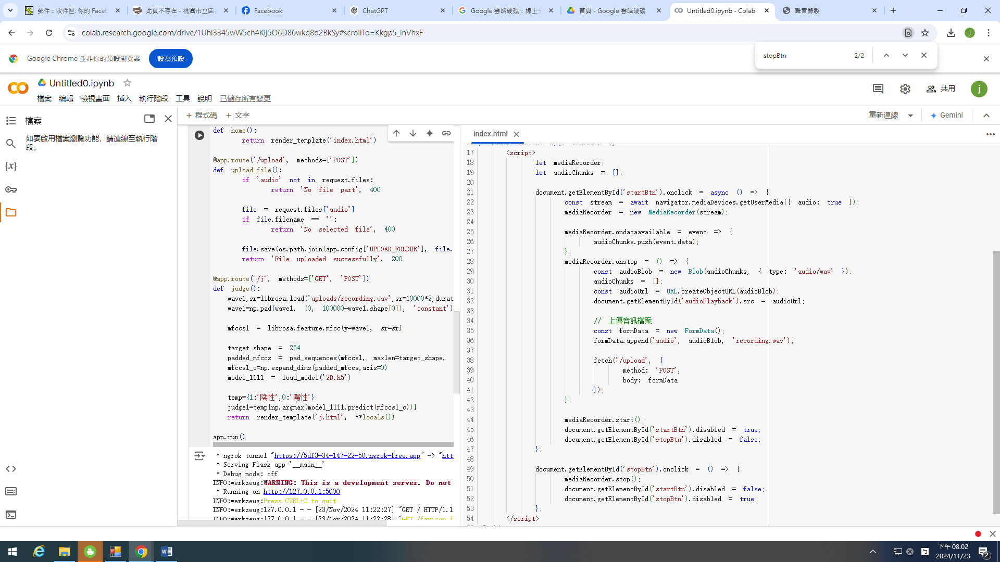 郵件 :: 收件匣: 你的 Faceb
此頁不存在 - 桃園市立圖
Facebook
ChatGPT
Google 雲端硬碟：線上分
首頁 - Google 雲端硬碟
Untitled0.ipynb - Colab
聲音錄製
colab.research.google.com/drive/1Uhl3345wW5ch4Klj5O6D86wkq8d2BkSy#scrollTo=Kkgp5_lnVhxF
Google Chrome 並非你的預設瀏覽器
設為預設
stopBtn
2/2
Untitled0.ipynb
檔案 編輯 檢視畫面 插入 執行階段 工具 說明 已儲存所有變更
共用
j
檔案
如要啟用檔案瀏覽功能，請連線至執行階
段。
+ 程式碼 + 文字
重新連線
Gemini
def home():
return render_template('index.html')
@app.route('/upload', methods=['POST'])
def upload_file():
if 'audio' not in request.files:
return 'No file part', 400
file = request.files['audio']
if file.filename == '':
return 'No selected file', 400
file.save(os.path.join(app.config['UPLOAD_FOLDER'], file.
return 'File uploaded successfully', 200
@app.route("/j", methods=['GET', 'POST'])
def judge():
wave1,sr=librosa.load('uploads/recording.wav',sr=10000*2,durat
wave1=np.pad(wave1, (0, 100000-wave1.shape[0]), 'constant')
mfccs1 = librosa.feature.mfcc(y=wave1, sr=sr)
target_shape = 254
padded_mfccs = pad_sequences(mfccs1, maxlen=target_shape,
mfccs1_c=np.expand_dims(padded_mfccs,axis=0)
model_1111 = load_model('2D.h5')
temp={1:'陰性',0:'陽性'}
judge1=temp[np.argmax(model_1111.predict(mfccs1_c))]
return render_template('j.html', **locals())
app.run()
* ngrok tunnel "https://5df3-34-147-22-50.ngrok-free.app" -> "htt
* Serving Flask app '__main__'
* Debug mode: off
INFO:werkzeug:WARNING: This is a development server. Do not
* Running on http://127.0.0.1:5000
INFO:werkzeug:Press CTRL+C to quit
INFO:werkzeug:127.0.0.1 - - [23/Nov/2024 11:22:27] "GET / HTTP/1.1
INFO:werkzeug:127.0.0.1 - - [23/Nov/2024 11:22:28] "GET /favicon.i
index.html
17 <script>
18 let mediaRecorder;
19 let audioChunks = [];
20
21 document.getElementById('startBtn').onclick = async () => {
22 const stream = await navigator.mediaDevices.getUserMedia({ audio: true });
23 mediaRecorder = new MediaRecorder(stream);
24
25 mediaRecorder.ondataavailable = event => {
26 audioChunks.push(event.data);
27 };
28 mediaRecorder.onstop = () => {
29 const audioBlob = new Blob(audioChunks, { type: 'audio/wav' });
30 audioChunks = [];
31 const audioUrl = URL.createObjectURL(audioBlob);
32 document.getElementById('audioPlayback').src = audioUrl;
33
34 // 上傳音訊檔案
35 const formData = new FormData();
36 formData.append('audio', audioBlob, 'recording.wav');
37
38 fetch('/upload', {
39 method: 'POST',
40 body: formData
41 });
42 };
43
44 mediaRecorder.start();
45 document.getElementById('startBtn').disabled = true;
46 document.getElementById('stopBtn').disabled = false;
47 };
48
49 document.getElementById('stopBtn').onclick = () => {
50 mediaRecorder.stop();
51 document.getElementById('startBtn').disabled = false;
52 document.getElementById('stopBtn').disabled = true;
53 };
54 </script>
下午 08:02
2024/11/23
2